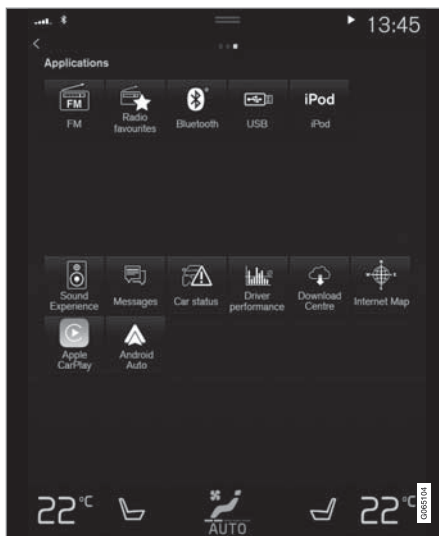 13:45
Applications
FM
FM
Radio
favourites
Bluetooth
USB
iPod
iPod
Sound
Experience
Messages
Car status
Driver
performance
Download
Centre
Internet Map
Apple
CarPlay
Android
Auto
22°C
AUTO
22°C
G065104